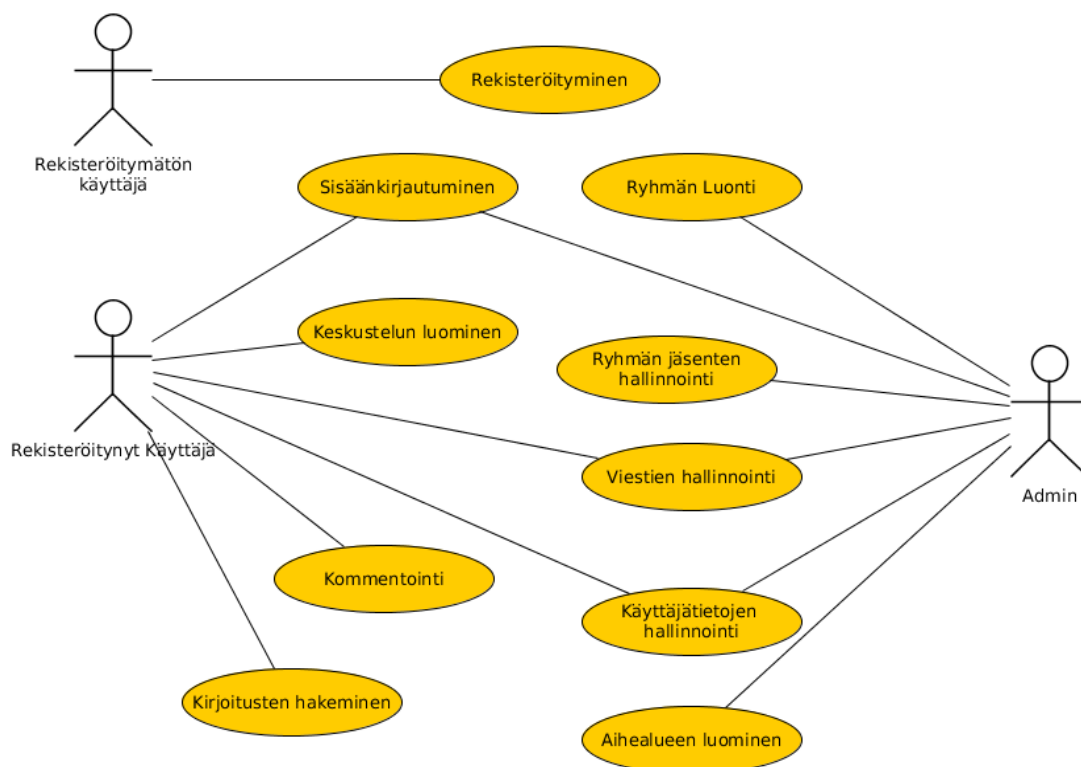 Rekisteröityminen
Rekisteröitymätön
käyttäjä
Sisäänkirjautuminen
Ryhmän Luonti
Keskustelun luominen
Ryhmän jäsenten
hallinnointi
Rekisteröitynyt Käyttäjä
Viestien hallinnointi
Admin
Kommentointi
Käyttäjätietojen
hallinnointi
Kirjoitusten hakeminen
Aihealueen luominen